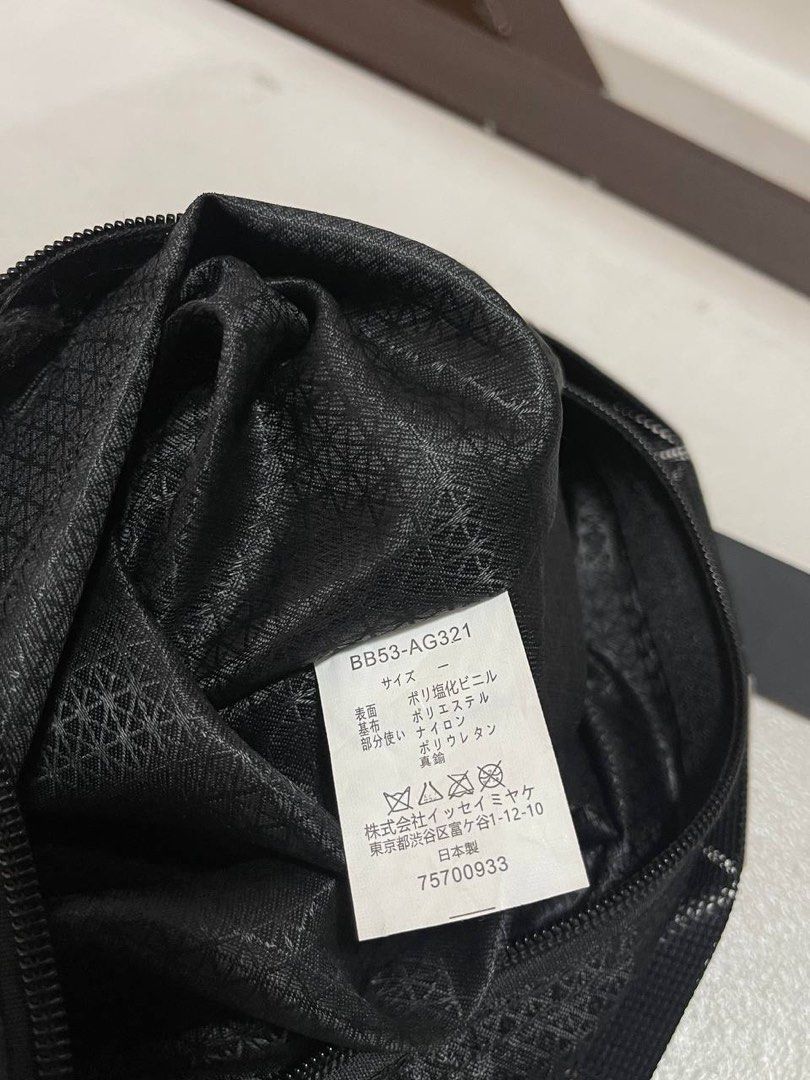 BB53-AG321
サイズ ー
表面 ポリ塩化ビニル
基布 ポリエステル
部分使い ナイロン
ポリウレタン
真鍮
株式会社イッセイミヤケ
東京都渋谷区富ケ谷1-12-10
日本製
75700933